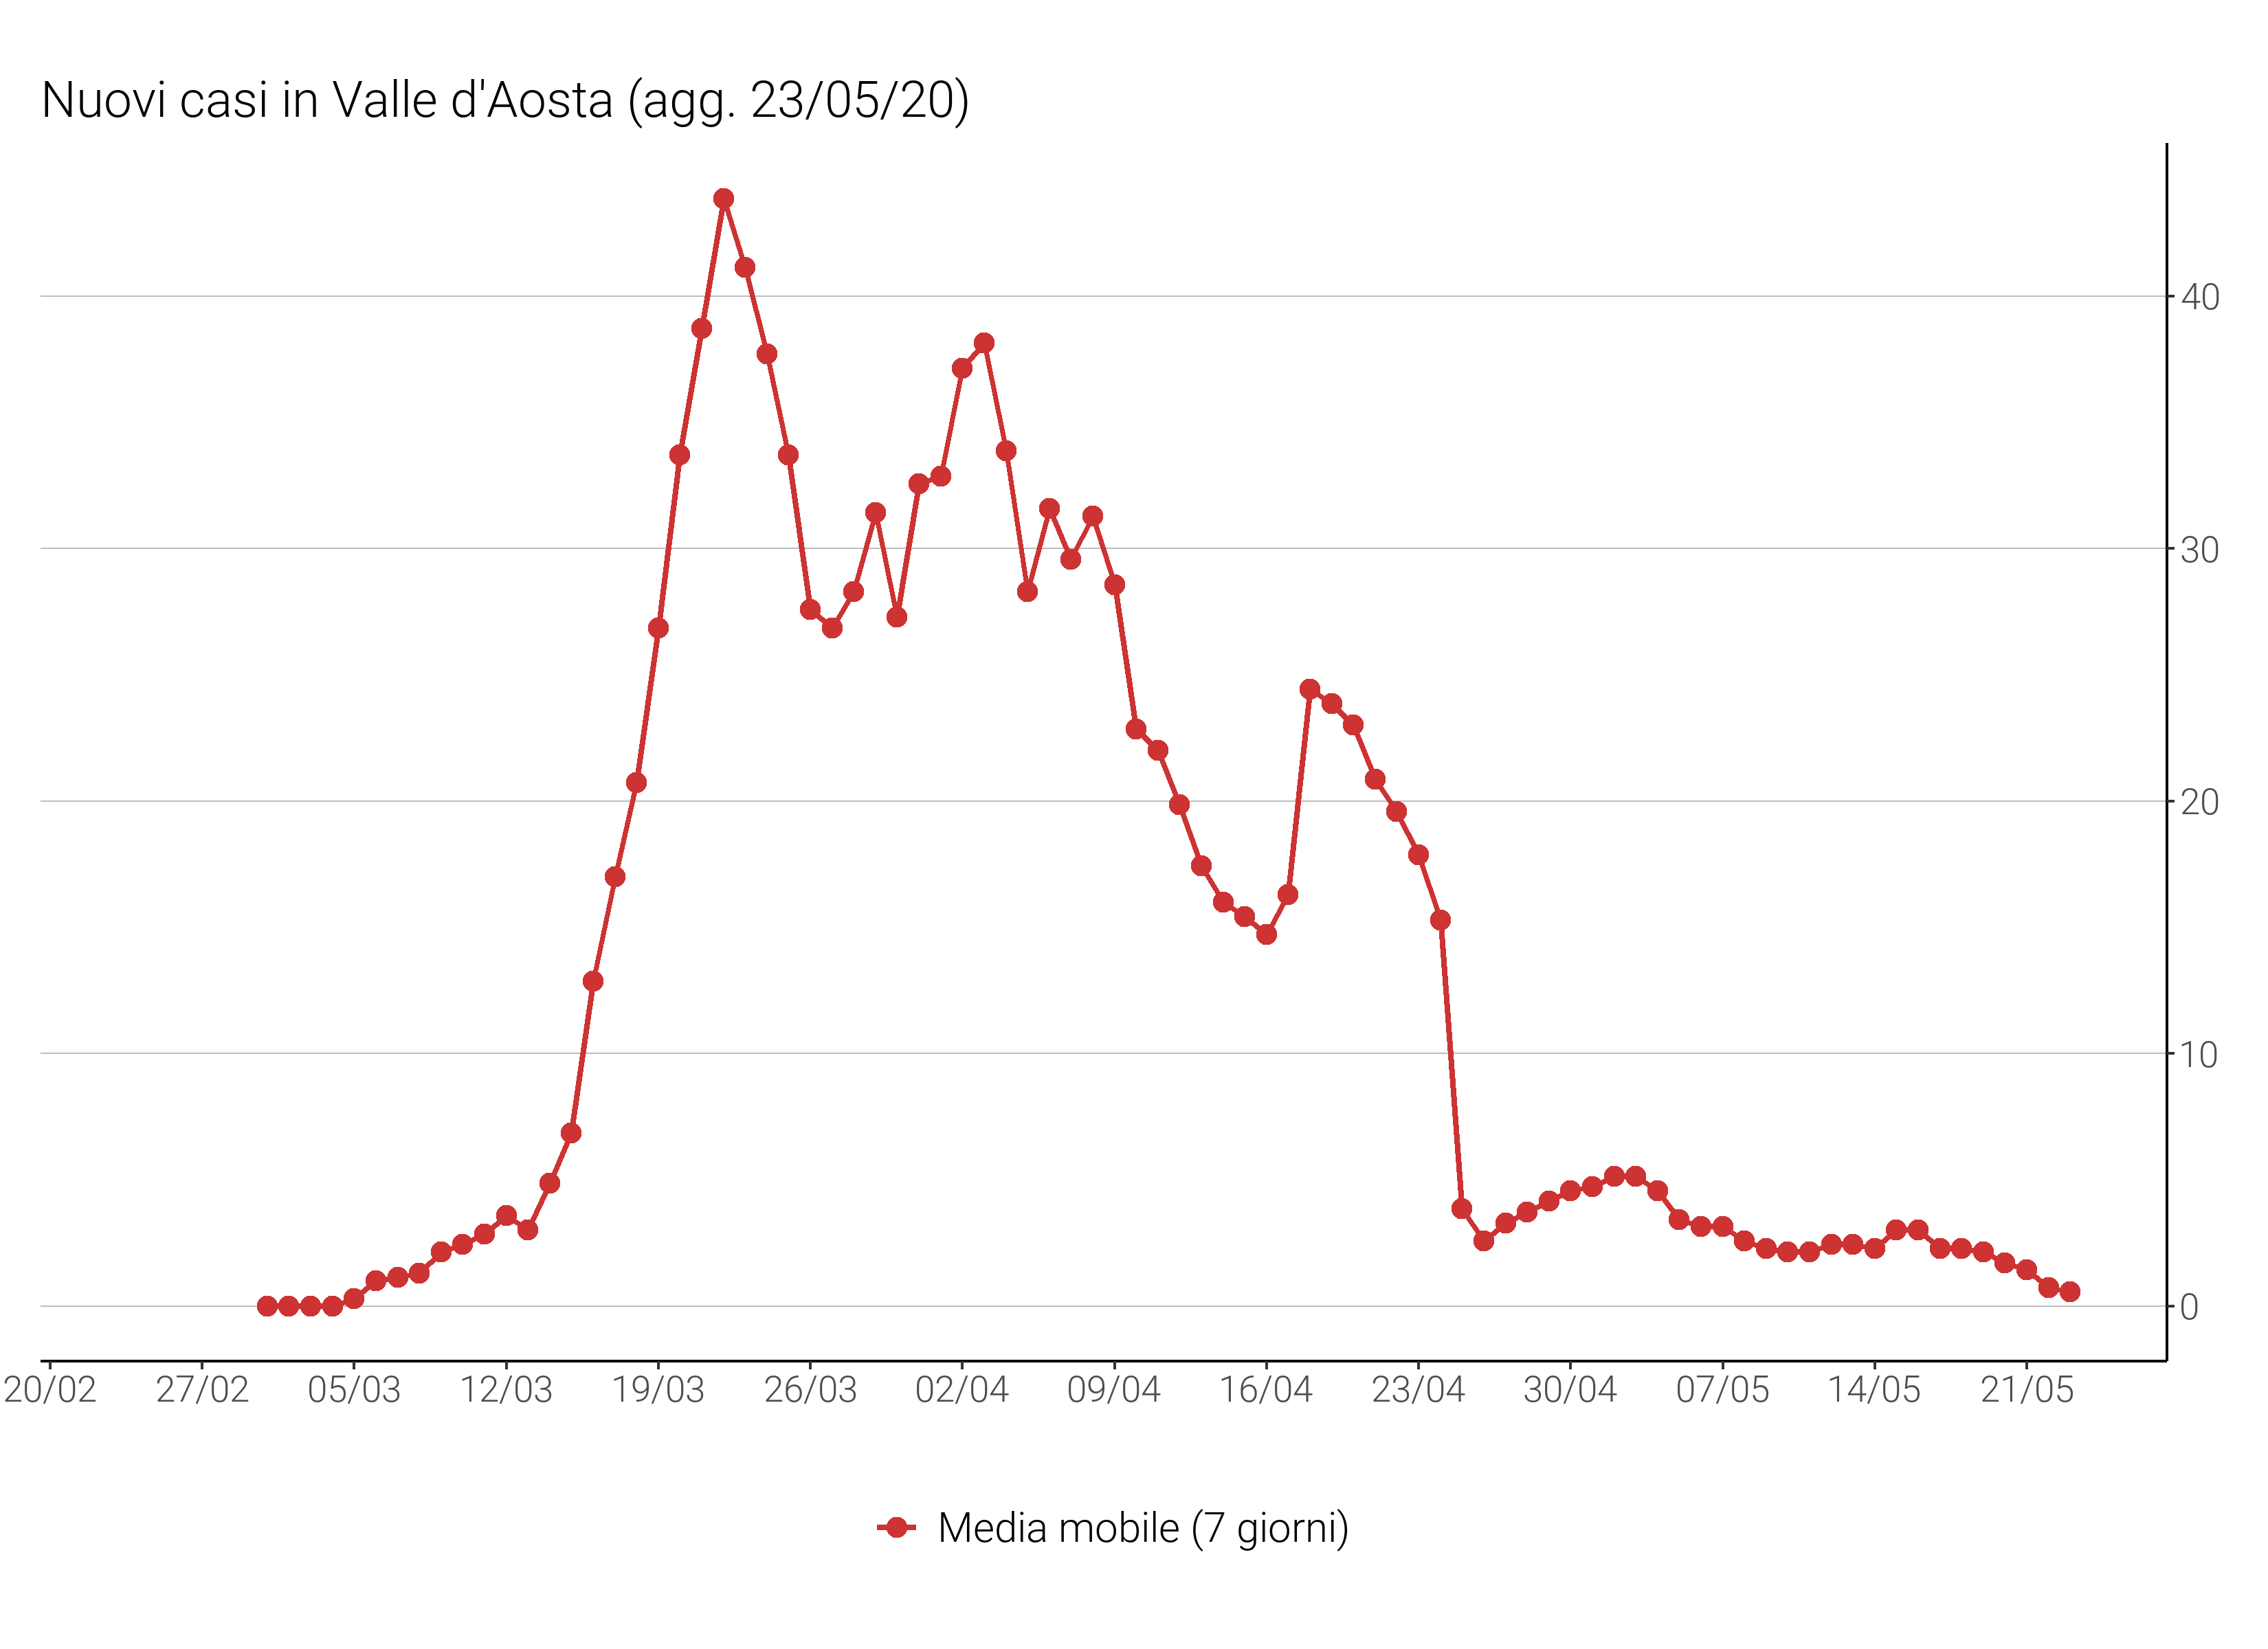 Nuovi casi in Valle d'Aosta (agg. 23/05/20)
40
30
20
10
0
20/02 27/02 05/03 12/03 19/03 26/03 02/04 09/04 16/04 23/04 30/04 07/05 14/05 21/05
Media mobile (7 giorni)